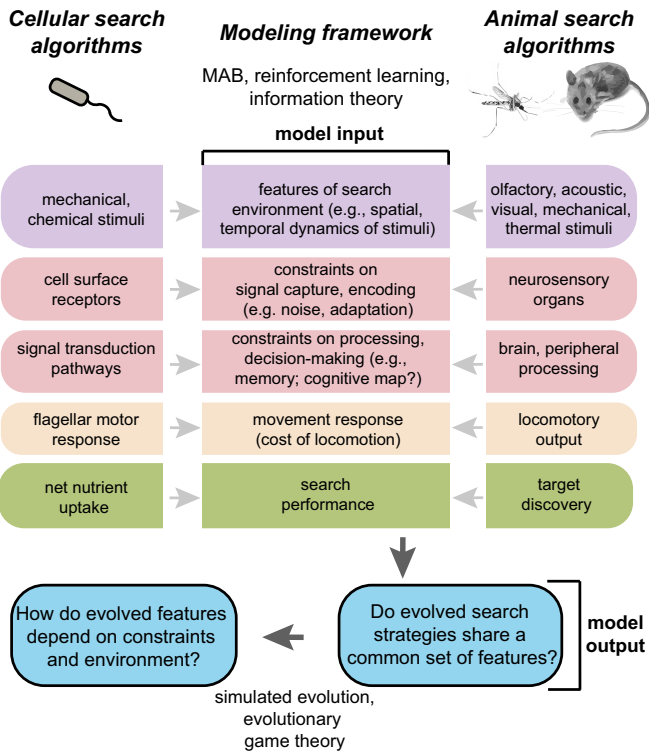 Cellular search
algorithms
Modeling framework
Animal search
algorithms
MAB, reinforcement learning,
information theory
model input
mechanical,
chemical stimuli
features of search
environment (e.g., spatial,
temporal dynamics of stimuli)
olfactory, acoustic,
visual, mechanical,
thermal stimuli
cell surface
receptors
constraints on
signal capture, encoding
(e.g. noise, adaptation)
neurosensory
organs
signal transduction
pathways
constraints on processing,
decision-making (e.g.,
memory; cognitive map?)
brain, peripheral
processing
flagellar motor
response
movement response
(cost of locomotion)
locomotory
output
net nutrient
uptake
search
performance
target
discovery
How do evolved features
depend on constraints
and environment?
Do evolved search
strategies share a
common set of features?
model
output
simulated evolution,
evolutionary
game theory